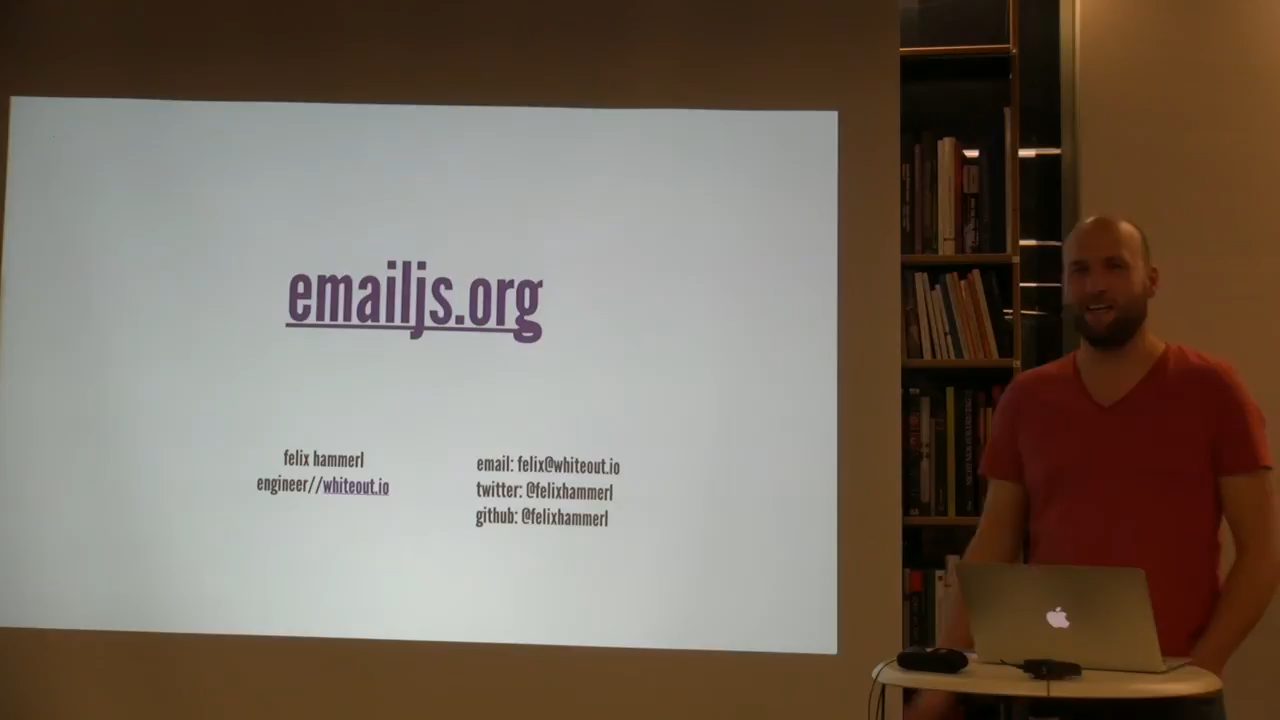 emailjs.org
felix hammerl
engineer//whiteout.io
email: felix@whiteout.io
twitter: @felixhammerl
github: @felixhammerl